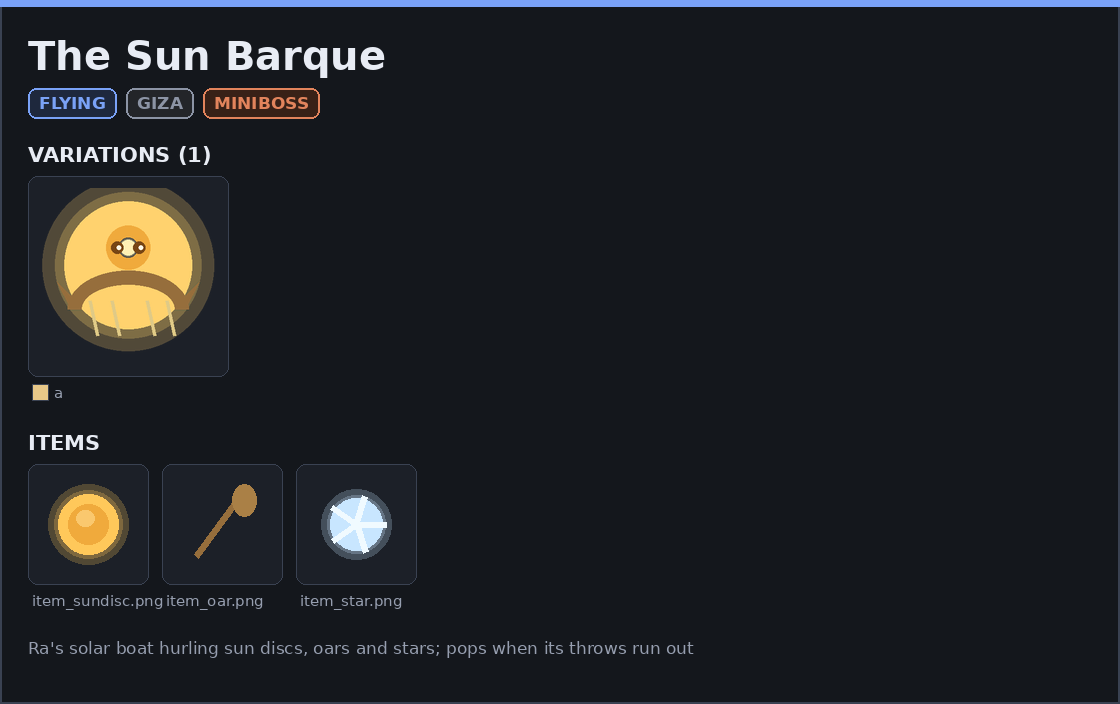 The Sun Barque
FLYING GIZA MINIBOSS
VARIATIONS (1)
a
ITEMS
item_sundisc.png item_oar.png item_star.png
Ra's solar boat hurling sun discs, oars and stars; pops when its throws run out